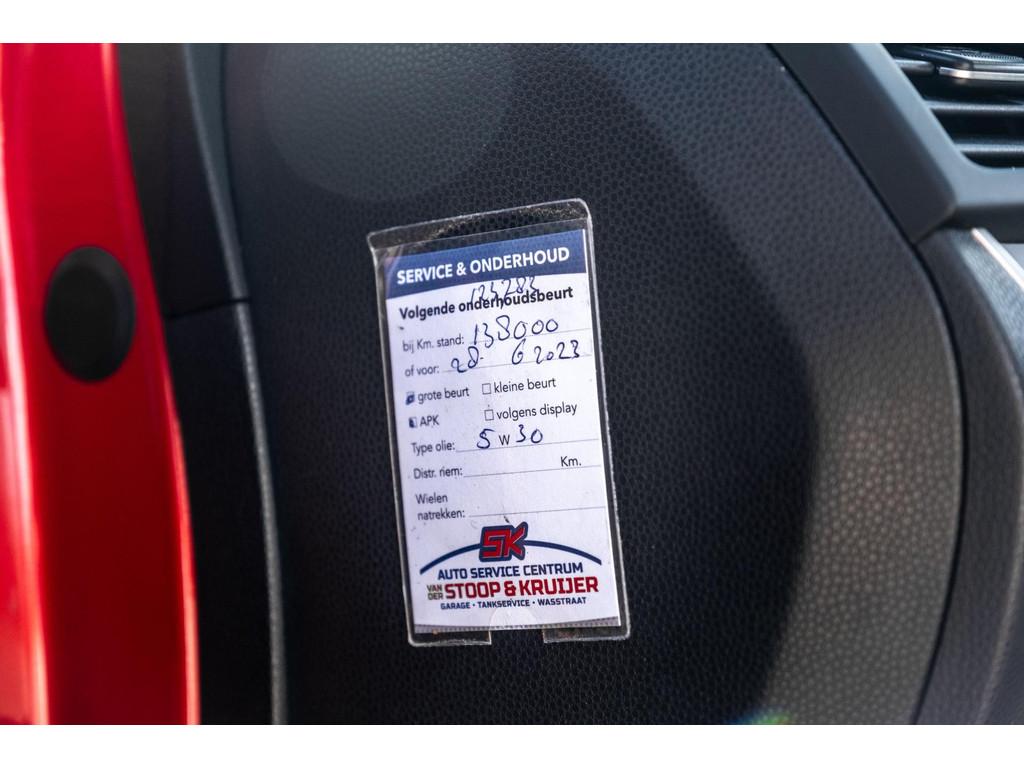 SERVICE & ONDERHOUD
Volgende onderhoudsbeurt
bij Km. stand: 138000
of voor: 28- 6 2023
grote beurt kleine beurt
APK volgens display
Type olie: 5 W 30
Distr. riem: Km.
Wielen
natrekken:
SK
AUTO SERVICE CENTRUM
VAN DER STOOP & KRUIJER
GARAGE • TANKSERVICE • WASSTRAAT